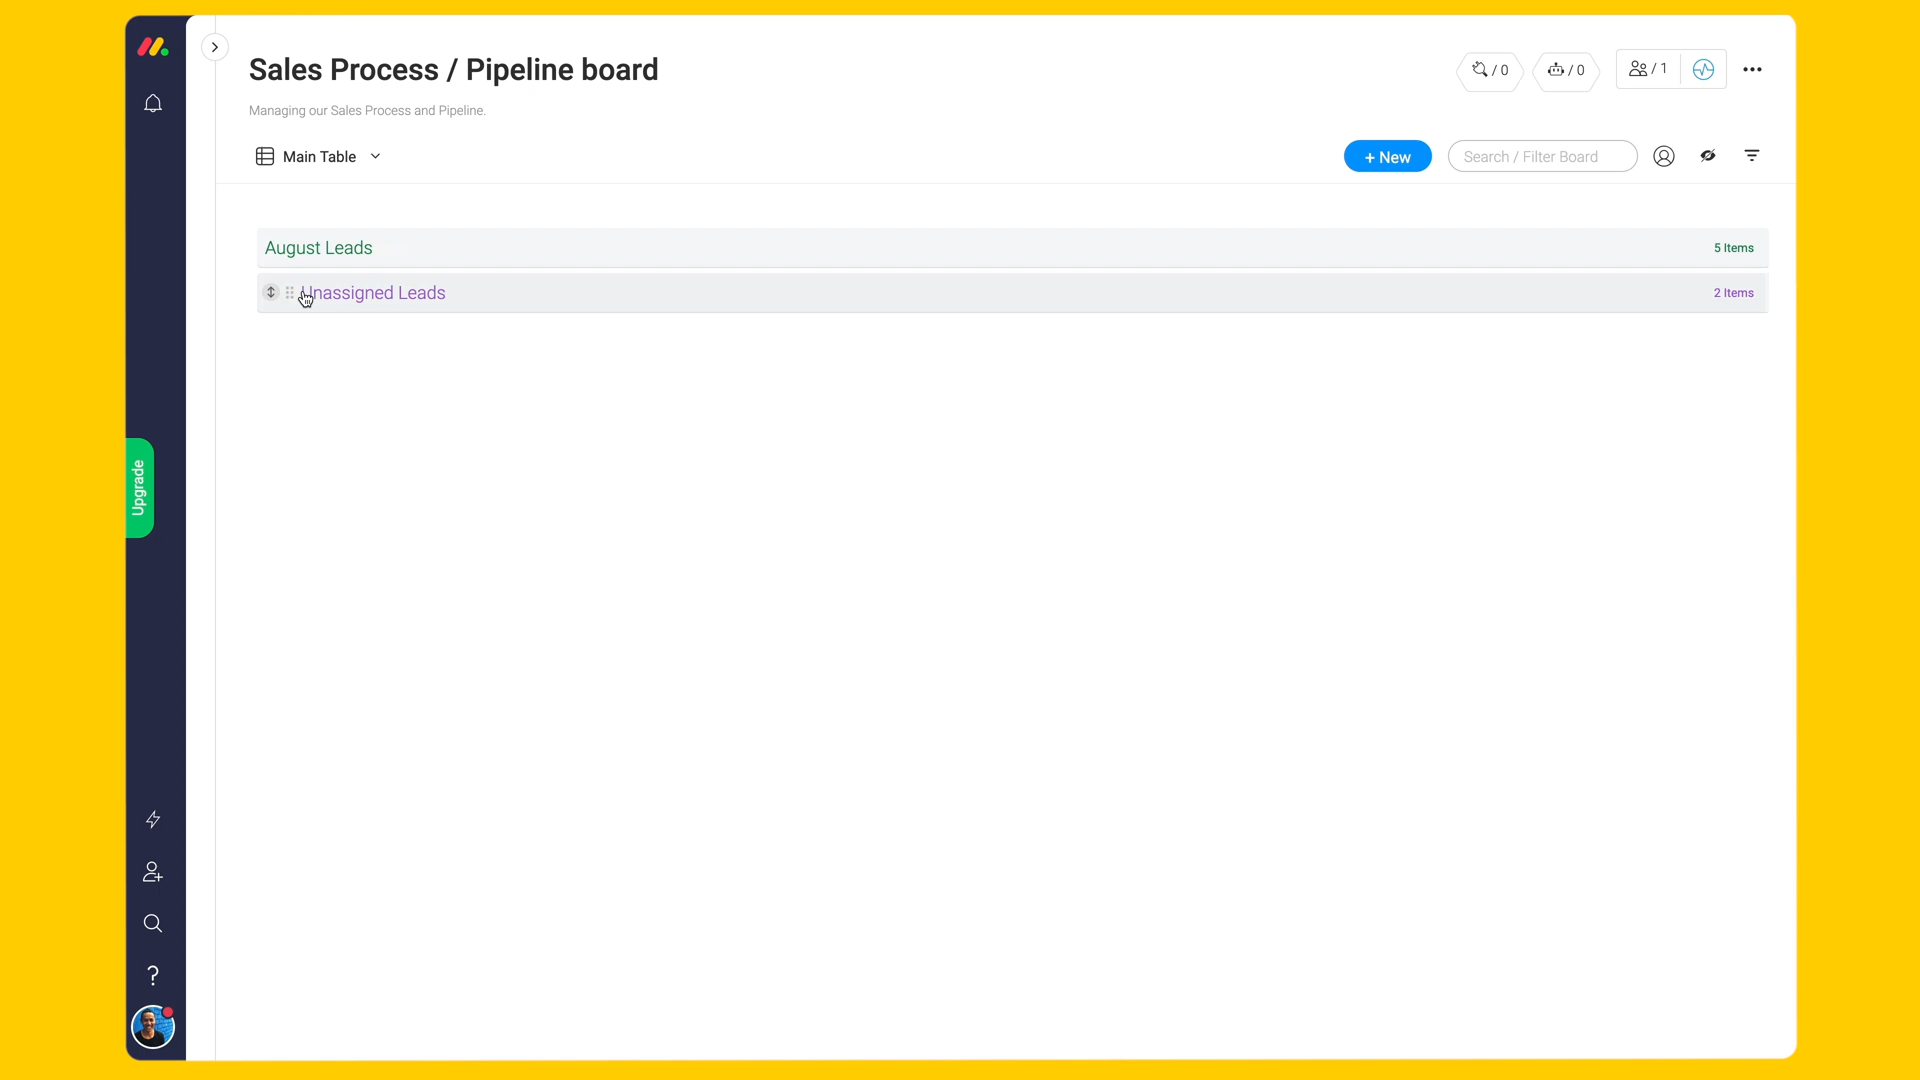 Sales Process / Pipeline board
/ 0
/ 0
/ 1
Managing our Sales Process and Pipeline.
Main Table
+ New
Search / Filter Board
August Leads
5 Items
Unassigned Leads
2 Items
Upgrade
?